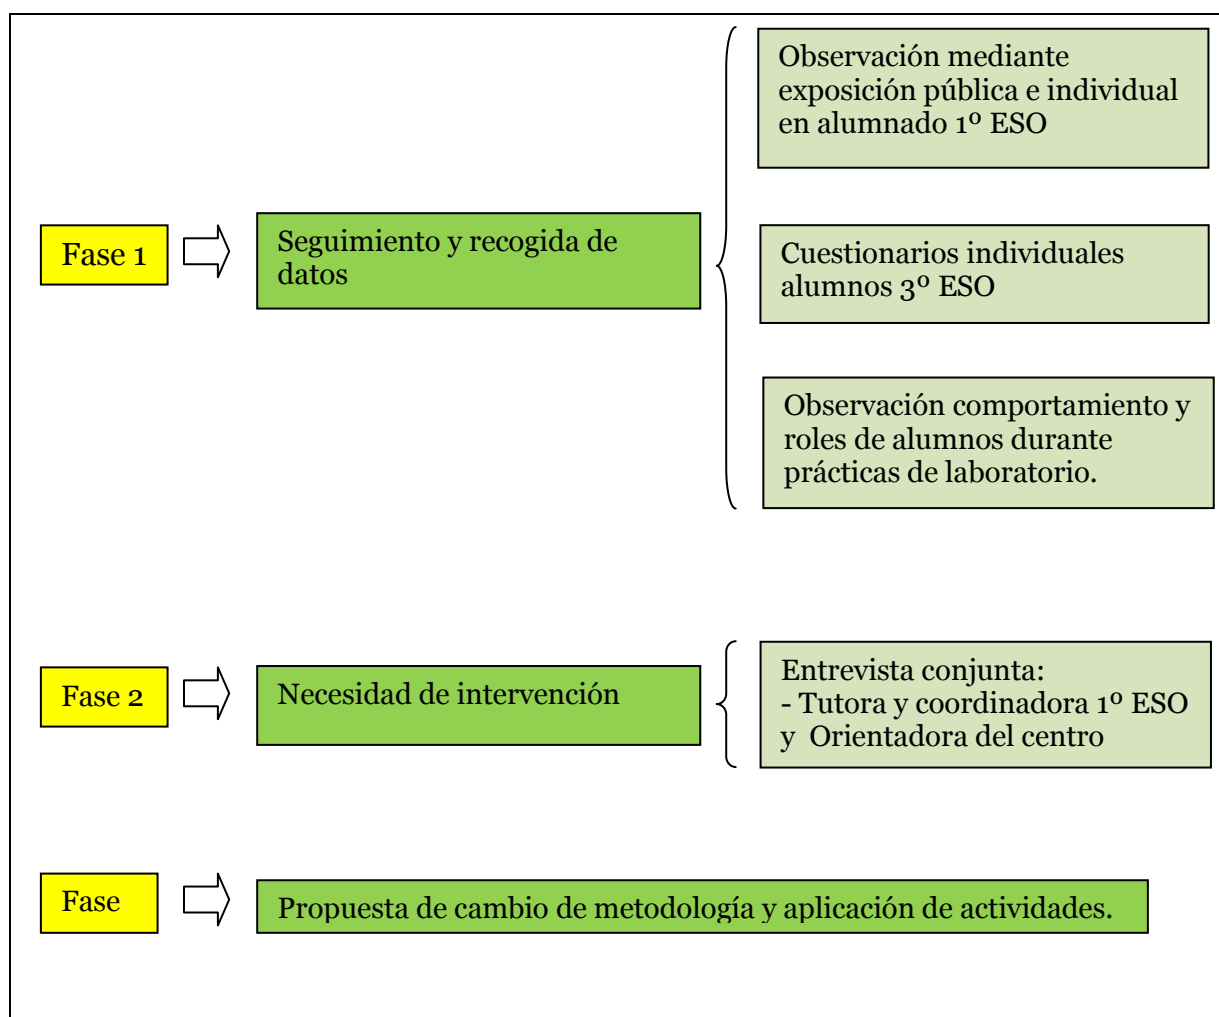 Observación mediante
exposición pública e individual
en alumnado 1º ESO
Fase 1
Seguimiento y recogida de
datos
Cuestionarios individuales
alumnos 3º ESO
Observación comportamiento y
roles de alumnos durante
prácticas de laboratorio.
Fase 2
Necesidad de intervención
Entrevista conjunta:
- Tutora y coordinadora 1º ESO
y Orientadora del centro
Fase
Propuesta de cambio de metodología y aplicación de actividades.